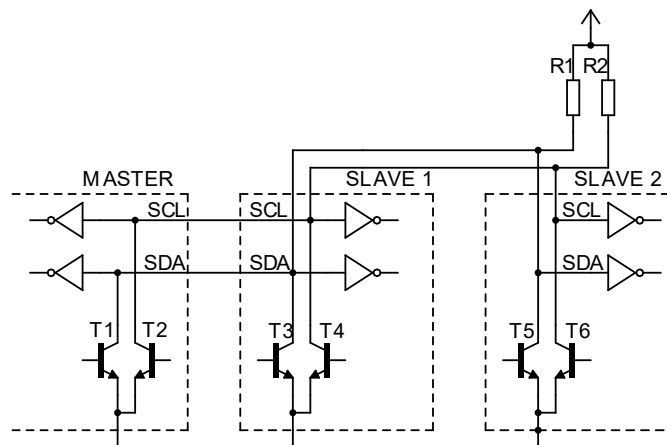 R1 R2
MASTER SLAVE 1 SLAVE 2
SCL SCL SCL
SDA SDA SDA
T1 T2 T3 T4 T5 T6